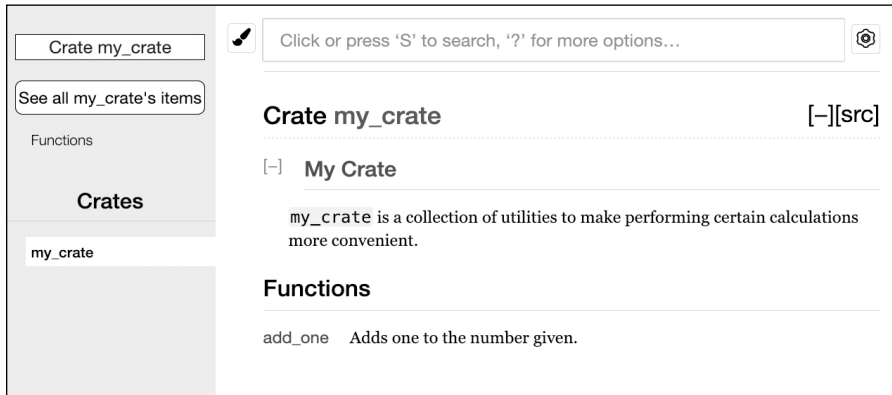 Crate my_crate
See all my_crate's items
Functions
Crates
my_crate
Click or press ‘S’ to search, ‘?’ for more options…
Crate my_crate
[–][src]
[–] My Crate
my_crate is a collection of utilities to make performing certain calculations
more convenient.
Functions
add_one Adds one to the number given.